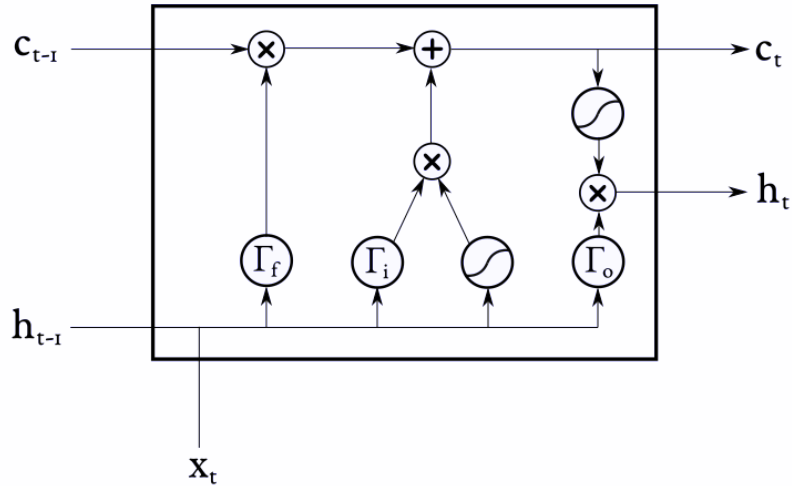 c_{t-1} × + c_t
× × h_t
Γ_f Γ_i Γ_o
h_{t-1}
x_t